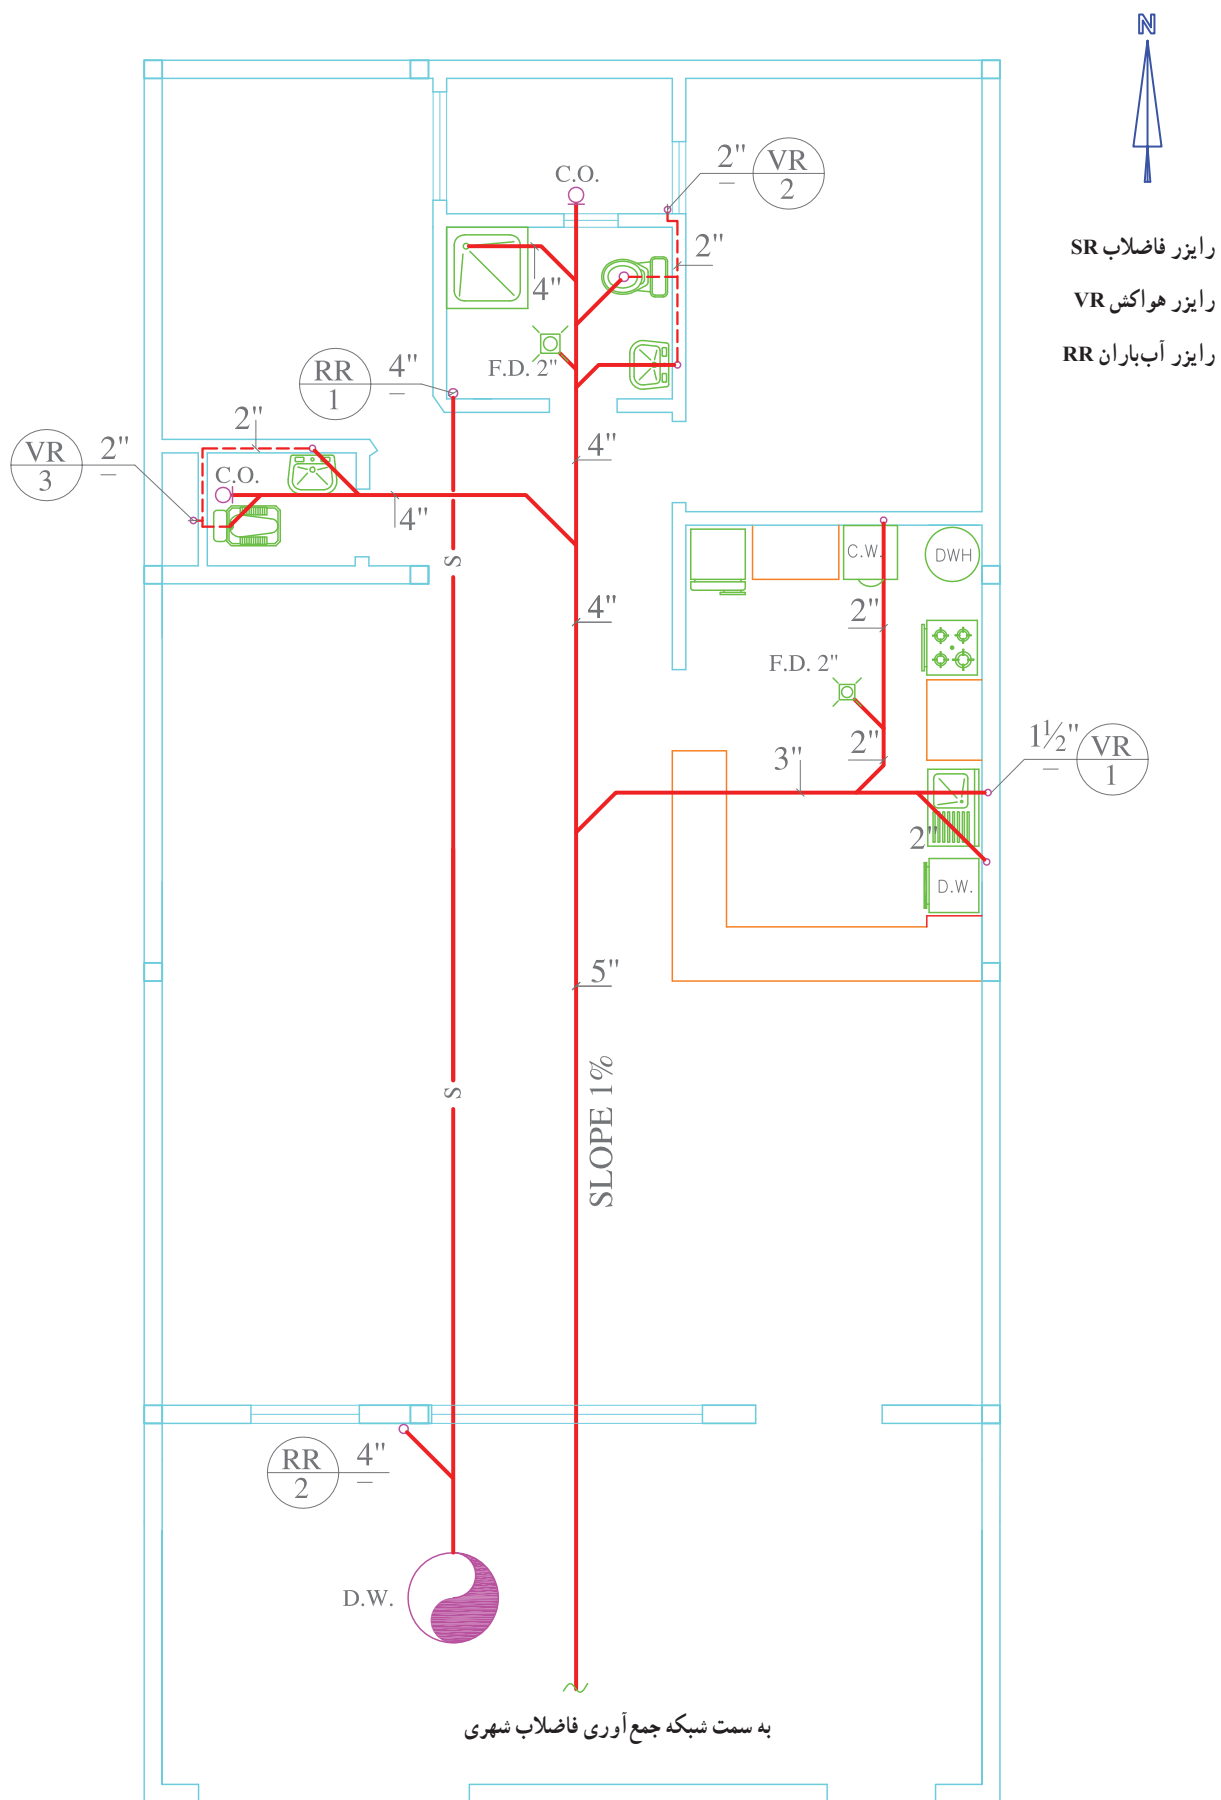 N
C.O.
2" VR
2
رایزر فاضلاب SR
2"
4"
رایزر هواکش VR
رایزر آب‌باران RR
F.D. 2"
RR 4"
1
2"
VR 2"
3
C.O.
4"
4"
C.W.
DWH
4"
2"
F.D. 2"
1½" VR
1
2"
3"
2"
S
D.W.
5"
SLOPE 1%
S
RR 4"
2
D.W.
به سمت شبکه جمع‌آوری فاضلاب شهری